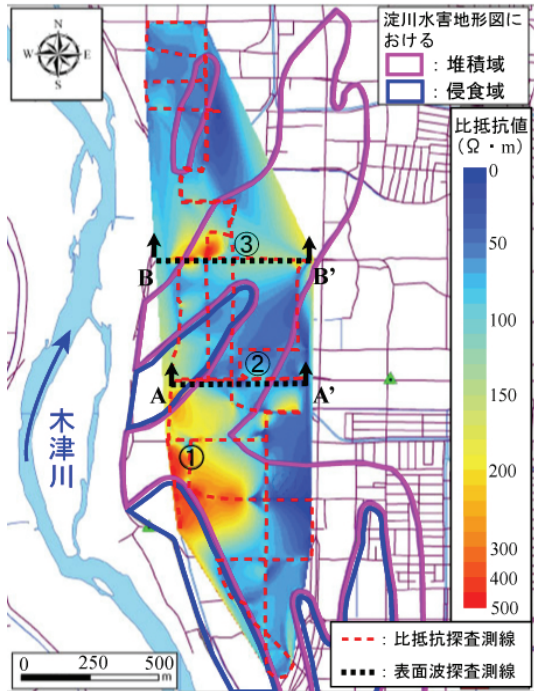 N
W
E
S
淀川水害地形図に
おける
：堆積域
：侵食域
比抵抗値
（Ω・m）
0
50
100
150
200
300
400
500
③
B
B'
②
A
A'
①
木津川
0 250 500
m
：比抵抗探査測線
：表面波探査測線